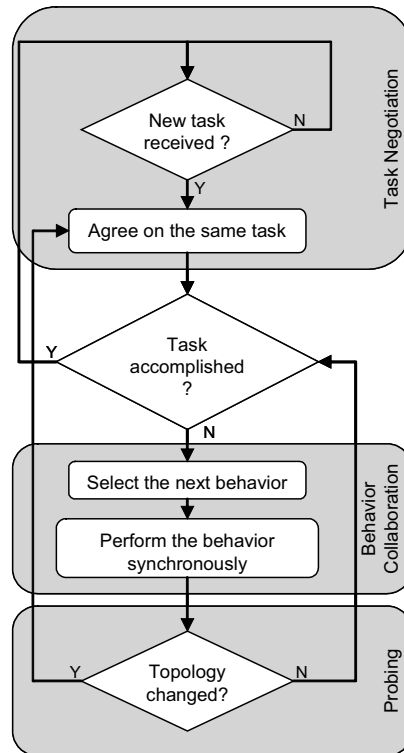 New task
received ?
N
Y
Agree on the same task
Task Negotiation
Task
accomplished
?
Y
N
Select the next behavior
Perform the behavior
synchronously
Behavior
Collaboration
Topology
changed?
Y
N
Probing